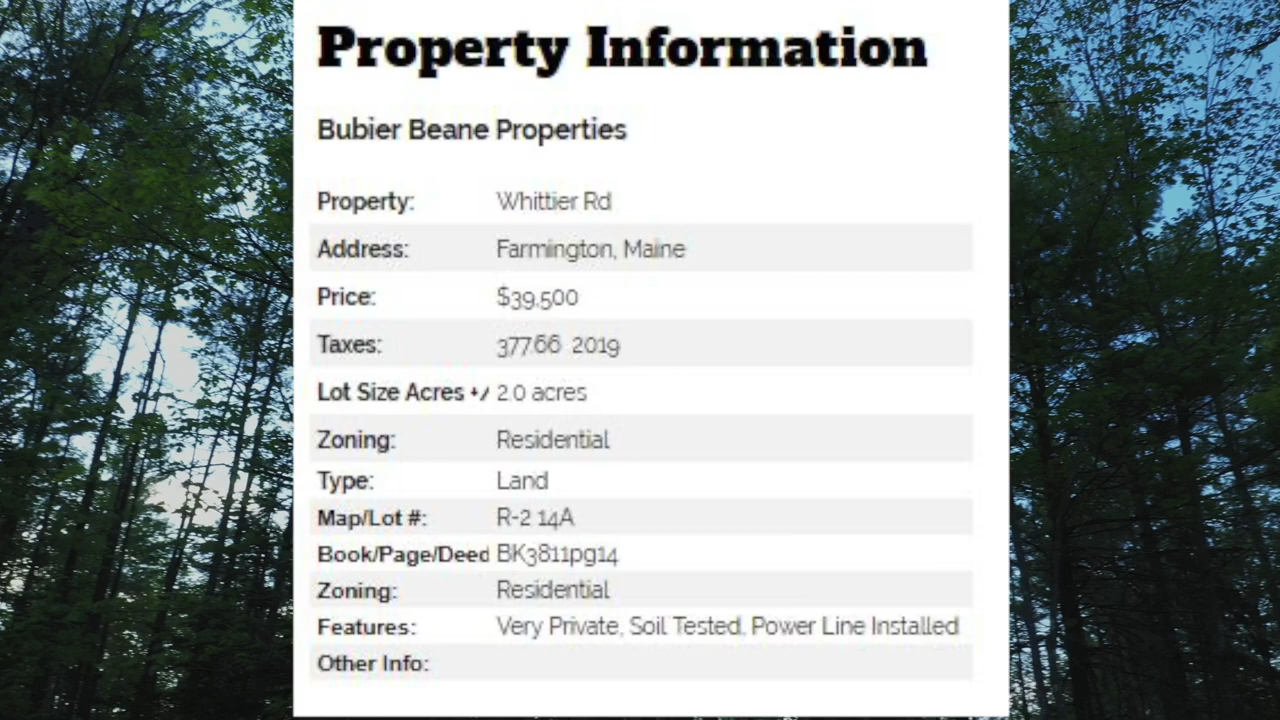 Property Information
Bubier Beane Properties
Property: Whittier Rd
Address: Farmington, Maine
Price: $39,500
Taxes: 377.66 2019
Lot Size Acres +/ 2.0 acres
Zoning: Residential
Type: Land
Map/Lot #: R-2 14A
Book/Page/Deed BK3811pg14
Zoning: Residential
Features: Very Private, Soil Tested, Power Line Installed
Other Info: